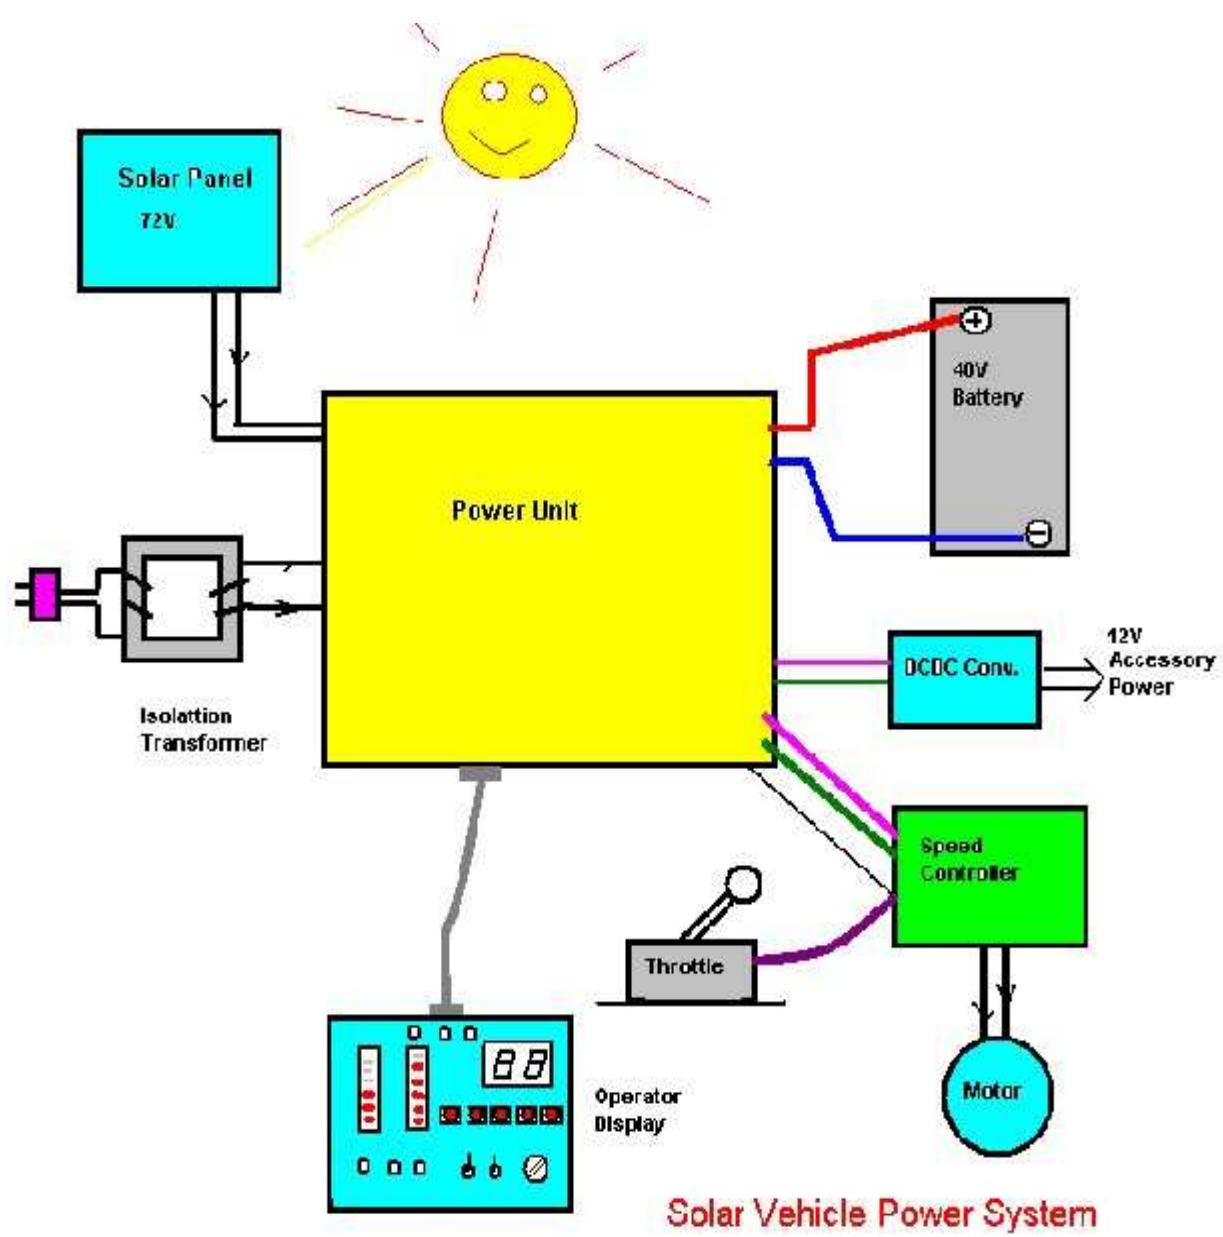 Solar Panel
72V
40V
Battery
Power Unit
12V
Accessory
Power
DCDC Conv.
Isolattion
Transformer
Speed
Controller
Throttle
88
Operator
Display
Motor
Solar Vehicle Power System